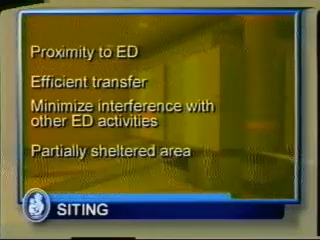 Proximity to ED
Efficient transfer
Minimize interference with
other ED activities
Partially sheltered area
SITING